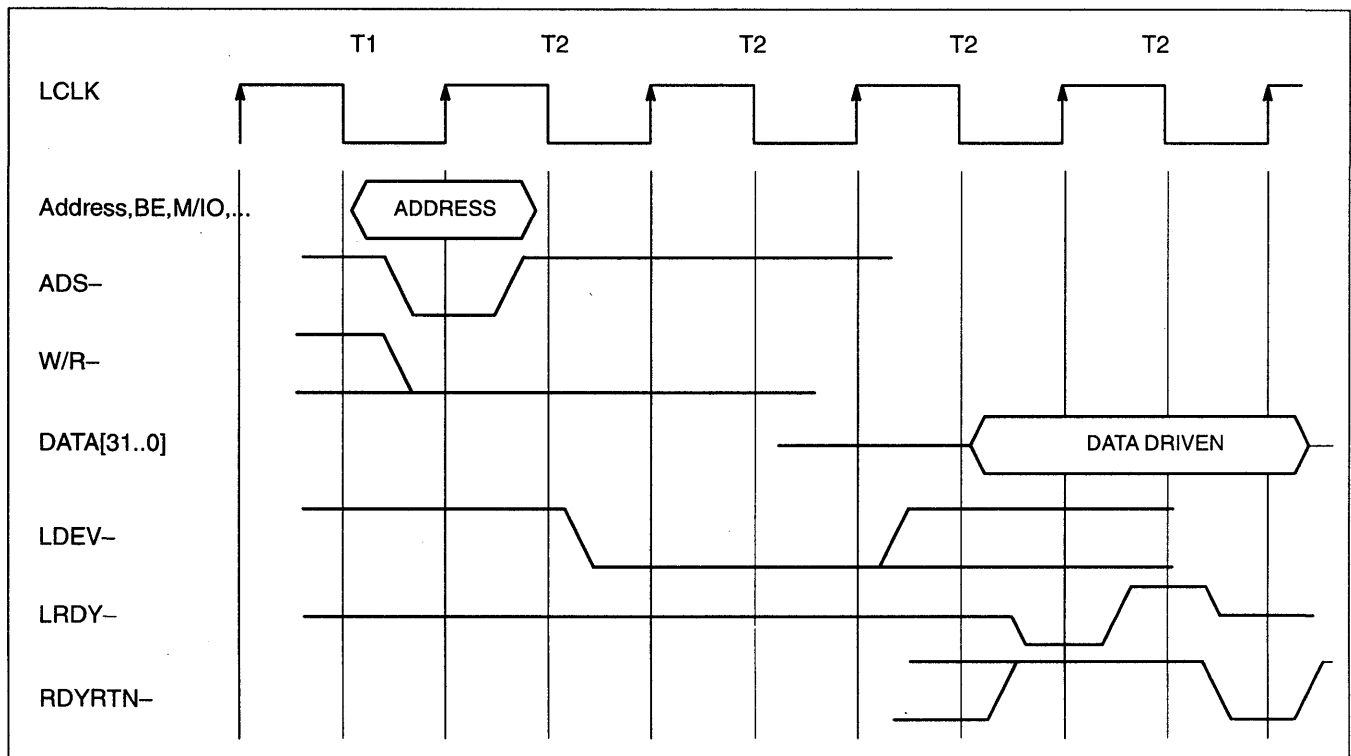 T1 T2 T2 T2 T2
LCLK
Address,BE,M/IO,...
ADDRESS
ADS–
W/R–
DATA[31..0]
DATA DRIVEN
LDEV–
LRDY–
RDYRTN–